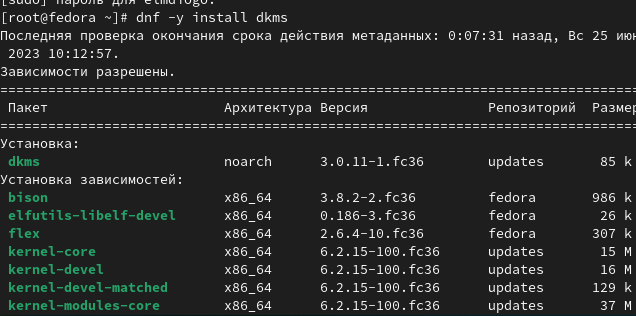 [sudo] пароль для elmdlogo:
[root@fedora ~]# dnf -y install dkms
Последняя проверка окончания срока действия метаданных: 0:07:31 назад, Вс 25 июн
2023 10:12:57.
Зависимости разрешены.
================================================================================
Пакет Архитектура Версия Репозиторий Размер
================================================================================
Установка:
dkms noarch 3.0.11-1.fc36 updates 85 k
Установка зависимостей:
bison x86_64 3.8.2-2.fc36 fedora 986 k
elfutils-libelf-devel x86_64 0.186-3.fc36 fedora 26 k
flex x86_64 2.6.4-10.fc36 fedora 307 k
kernel-core x86_64 6.2.15-100.fc36 updates 15 M
kernel-devel x86_64 6.2.15-100.fc36 updates 16 M
kernel-devel-matched x86_64 6.2.15-100.fc36 updates 129 k
kernel-modules-core x86_64 6.2.15-100.fc36 updates 37 M